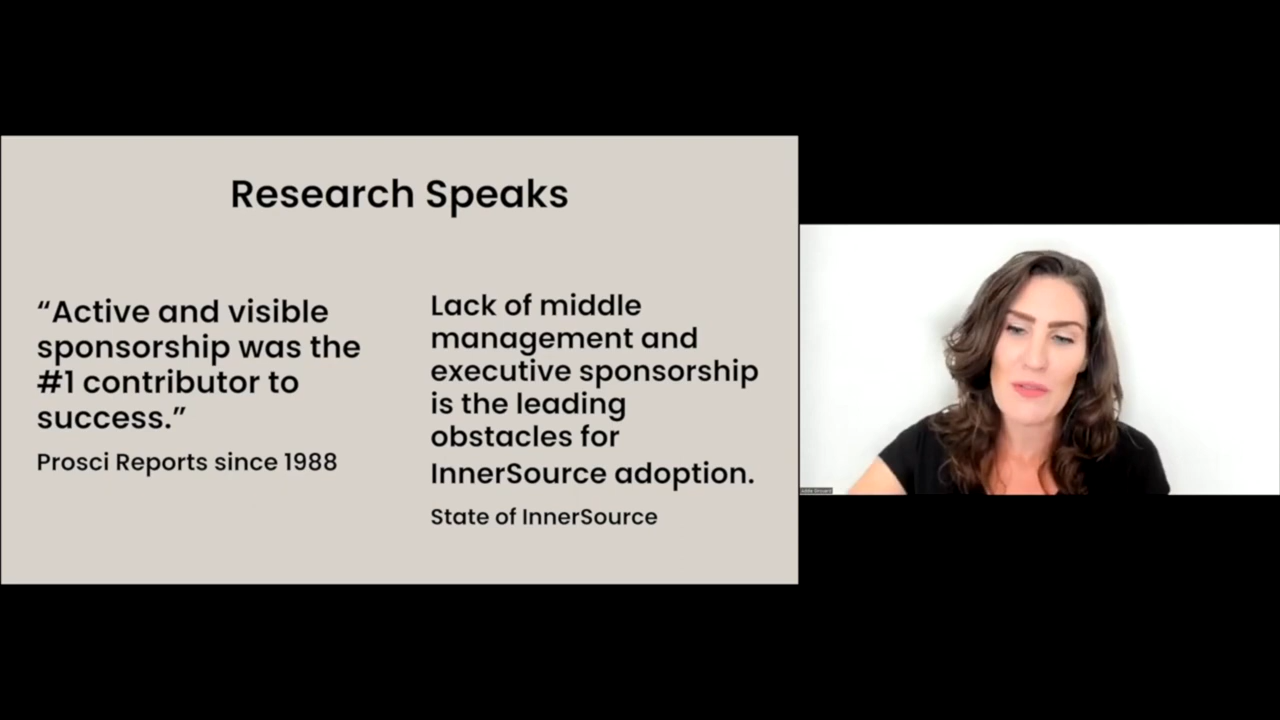 Research Speaks
“Active and visible
sponsorship was the
#1 contributor to
success.”
Prosci Reports since 1988
Lack of middle
management and
executive sponsorship
is the leading
obstacles for
InnerSource adoption.
State of InnerSource